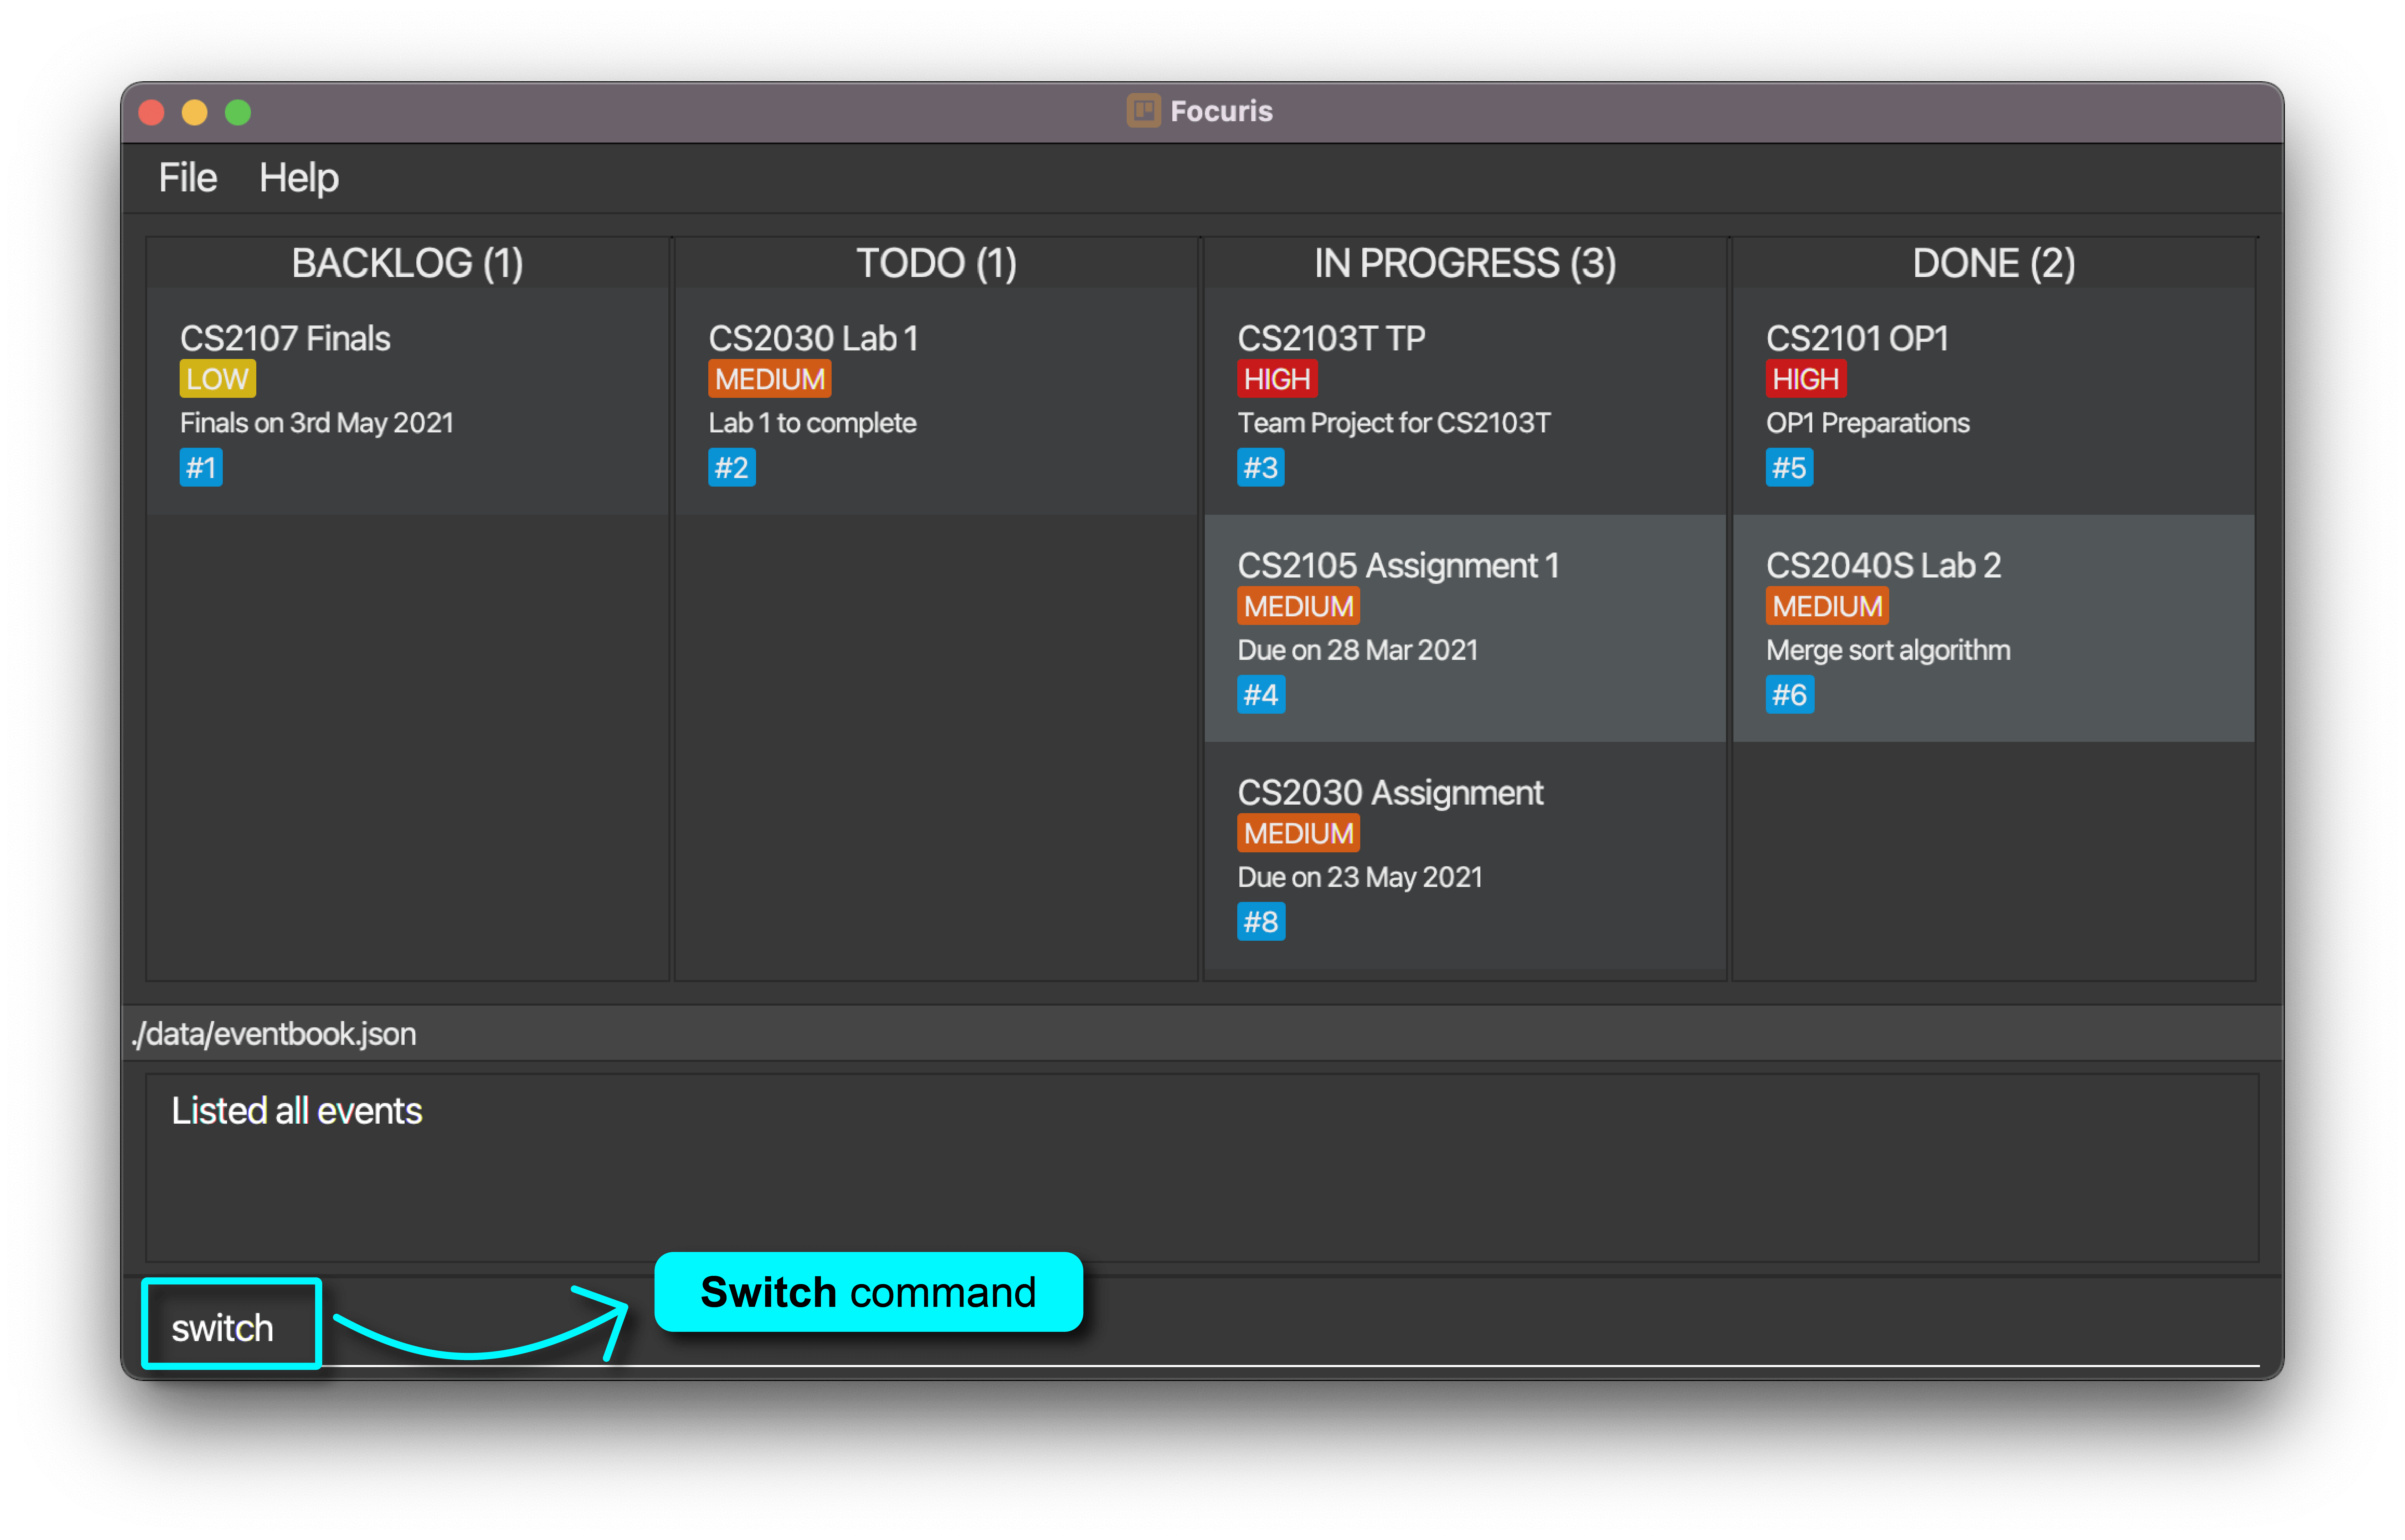 Focuris
File Help
BACKLOG (1)
CS2107 Finals
LOW
Finals on 3rd May 2021
#1
TODO (1)
CS2030 Lab 1
MEDIUM
Lab 1 to complete
#2
IN PROGRESS (3)
CS2103T TP
HIGH
Team Project for CS2103T
#3
CS2105 Assignment 1
MEDIUM
Due on 28 Mar 2021
#4
CS2030 Assignment
MEDIUM
Due on 23 May 2021
#8
DONE (2)
CS2101 OP1
HIGH
OP1 Preparations
#5
CS2040S Lab 2
MEDIUM
Merge sort algorithm
#6
./data/eventbook.json
Listed all events
switch
Switch command